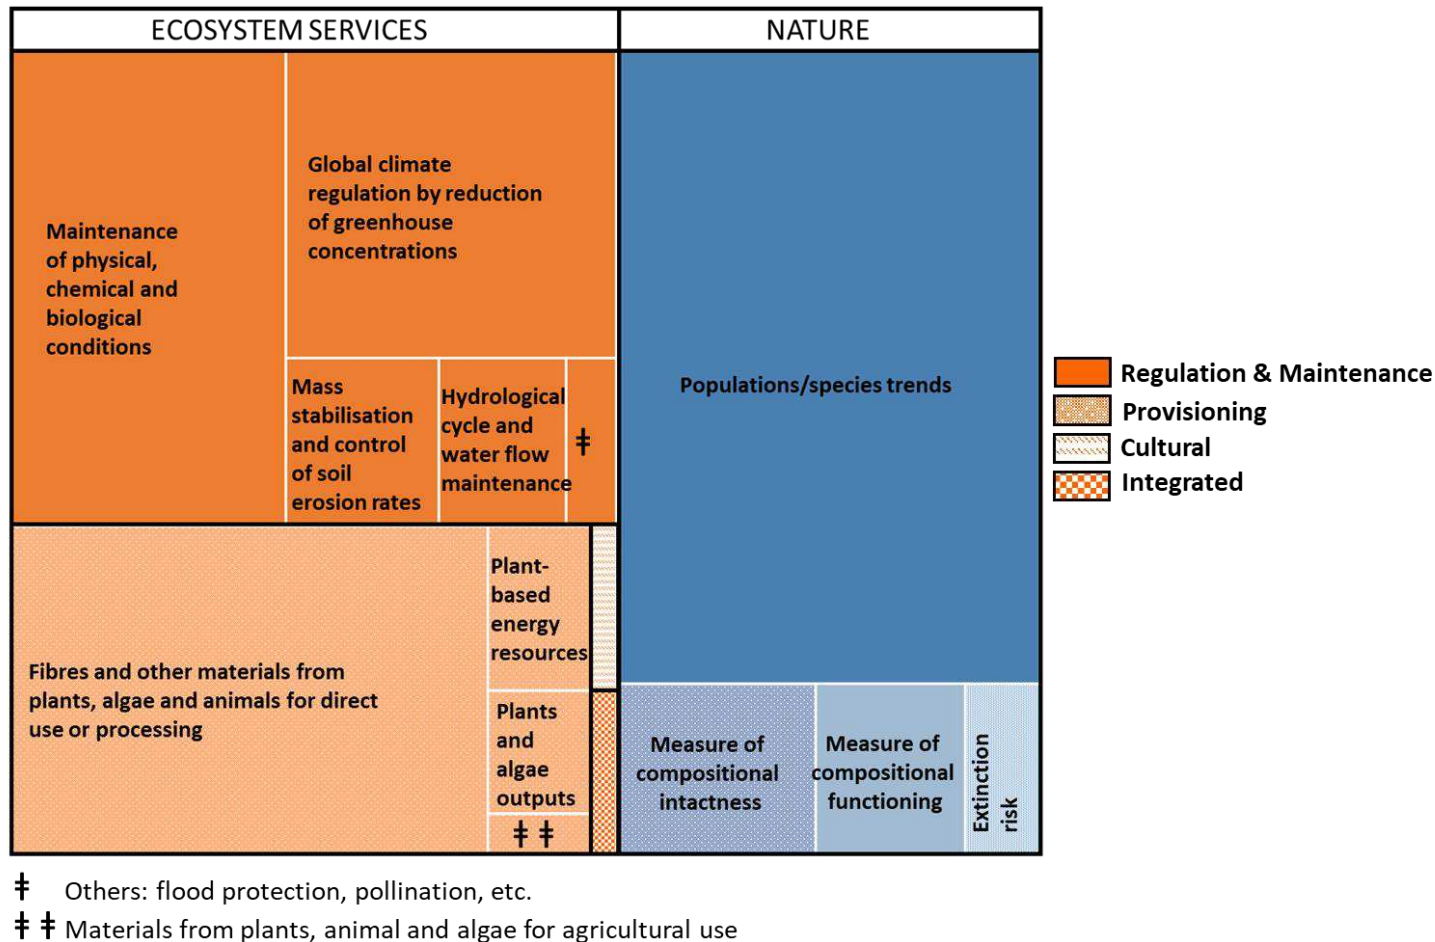 ECOSYSTEM SERVICES
NATURE
Maintenance
of physical,
chemical and
biological
conditions
Global climate
regulation by reduction
of greenhouse
concentrations
Mass
stabilisation
and control
of soil
erosion rates
Hydrological
cycle and
water flow
maintenance
ǂ
Populations/species trends
Fibres and other materials from
plants, algae and animals for direct
use or processing
Plant-
based
energy
resources
Plants
and
algae
outputs
ǂ ǂ
Measure of
compositional
intactness
Measure of
compositional
functioning
Extinction
risk
Regulation & Maintenance
Provisioning
Cultural
Integrated
ǂ Others: flood protection, pollination, etc.
ǂ ǂ Materials from plants, animal and algae for agricultural use